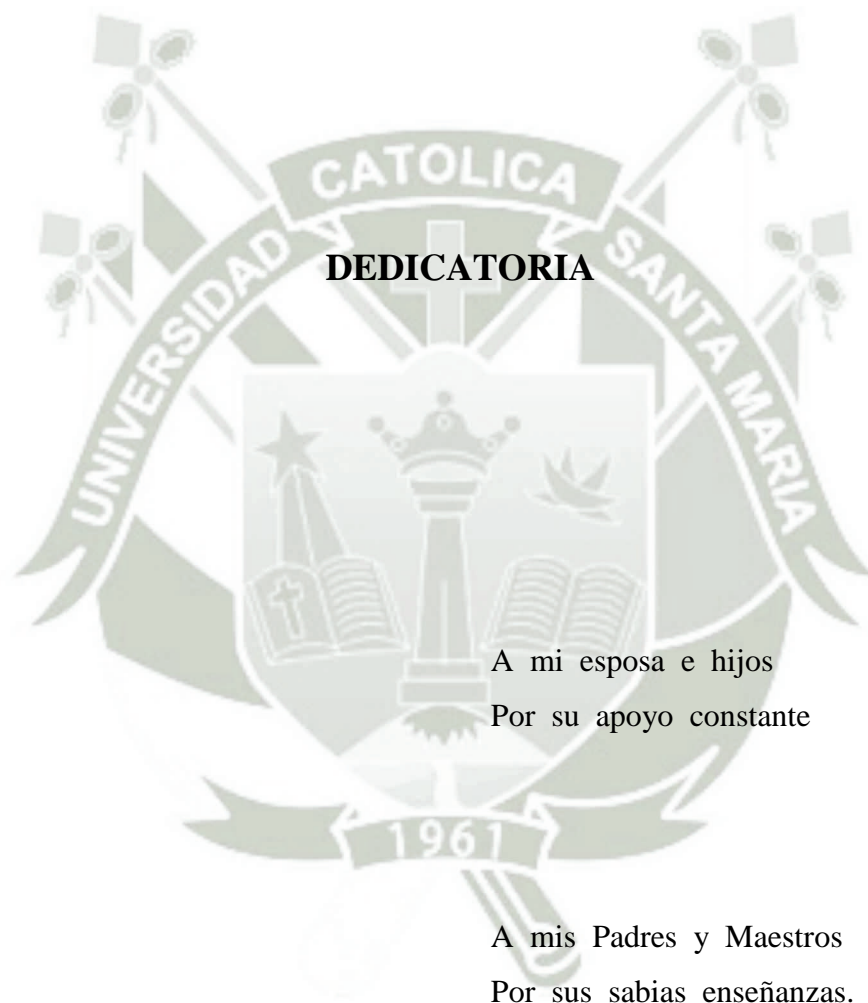 CATOLICA
UNIVERSIDAD
SANTA MARIA
DEDICATORIA
A mi esposa e hijos
Por su apoyo constante
1961
A mis Padres y Maestros
Por sus sabias enseñanzas.